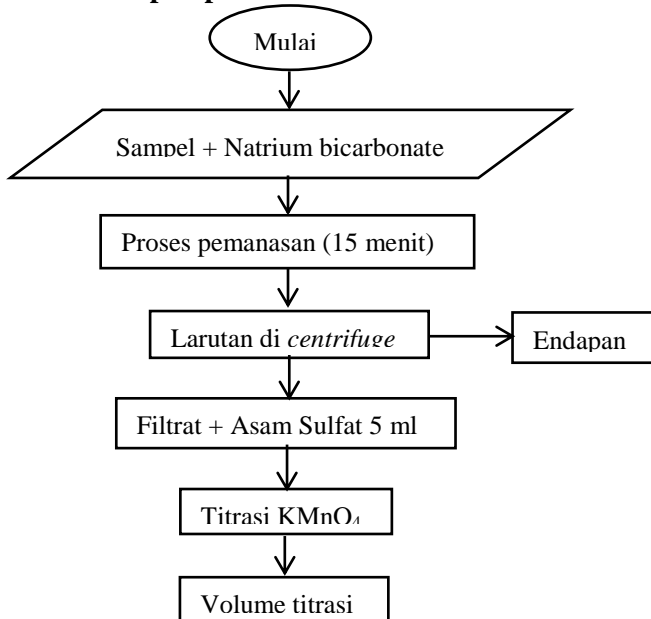 Mulai
Sampel + Natrium bicarbonate
Proses pemanasan (15 menit)
Larutan di centrifuge
Endapan
Filtrat + Asam Sulfat 5 ml
Titrasi KMnO₄
Volume titrasi